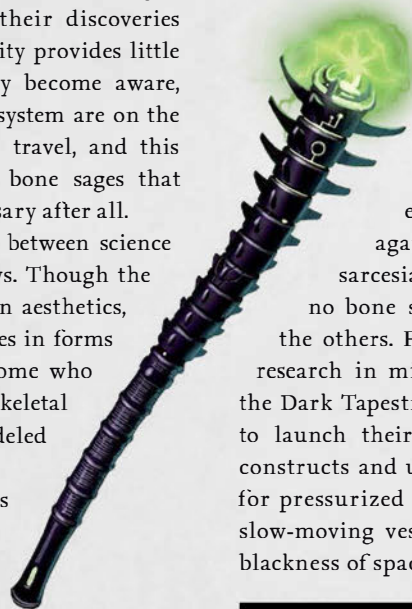 their discoveries
ity provides little
y become aware,
system are on the
travel, and this
bone sages that
sary after all.
between science
ws. Though the
n aesthetics,
es in forms
ome who
keletal
deled
s
e
aga
sarcesia
no bone s
the others. F
research in m
the Dark Tapest
to launch their
constructs and u
for pressurized
slow-moving ves
blackness of spac